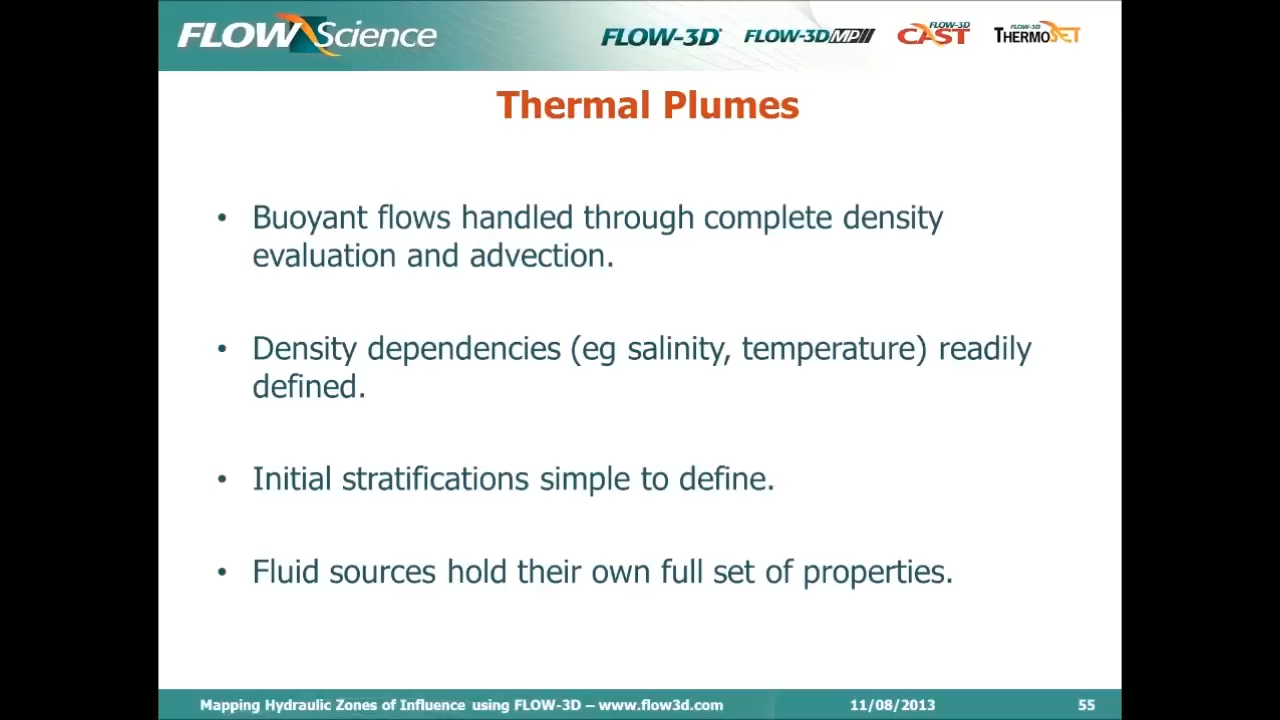 FLOW Science
FLOW-3D FLOW-3D MP FLOW-3D CAST FLOW-3D THERMOSET
Thermal Plumes
• Buoyant flows handled through complete density
evaluation and advection.
• Density dependencies (eg salinity, temperature) readily
defined.
• Initial stratifications simple to define.
• Fluid sources hold their own full set of properties.
Mapping Hydraulic Zones of Influence using FLOW-3D – www.flow3d.com 11/08/2013 55